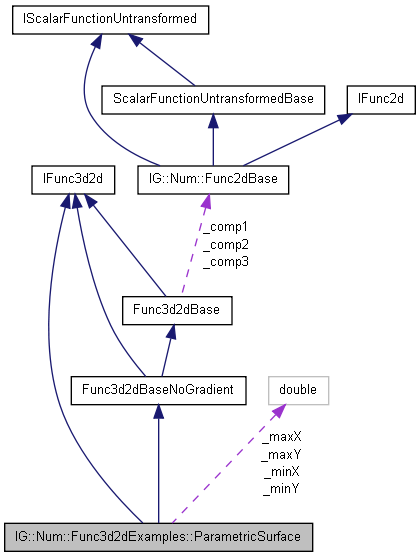 IScalarFunctionUntransformed
ScalarFunctionUntransformedBase
IFunc2d
IFunc3d2d
IG::Num::Func2dBase
_comp1
_comp2
_comp3
Func3d2dBase
Func3d2dBaseNoGradient
double
_maxX
_maxY
_minX
_minY
IG::Num::Func3d2dExamples::ParametricSurface